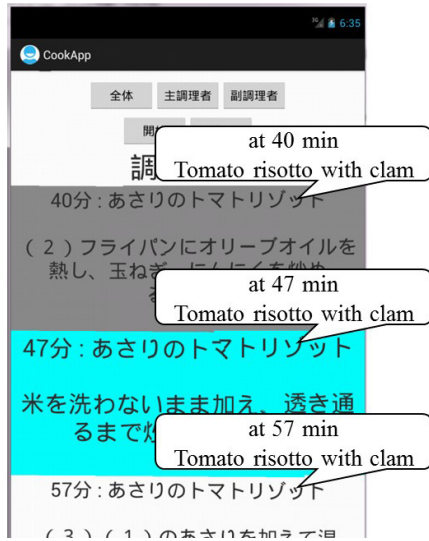 3G 6:35
CookApp
全体 主調理者 副調理者
開
調
at 40 min
Tomato risotto with clam
40分:あさりのトマトリゾット
(2)フライパンにオリーブオイルを
熱し、玉ねぎ、にんにくを炒め
at 47 min
Tomato risotto with clam
47分:あさりのトマトリゾット
米を洗わないまま加え、透き通
るまで炒
at 57 min
Tomato risotto with clam
57分:あさりのトマトリゾット
(3)(1)のあさりを加えて混